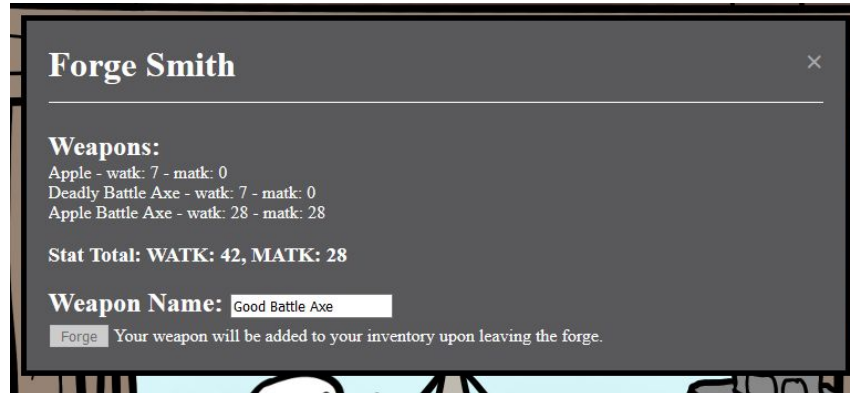 Forge Smith
×
Weapons:
Apple - watk: 7 - matk: 0
Deadly Battle Axe - watk: 7 - matk: 0
Apple Battle Axe - watk: 28 - matk: 28
Stat Total: WATK: 42, MATK: 28
Weapon Name: Good Battle Axe
Forge Your weapon will be added to your inventory upon leaving the forge.